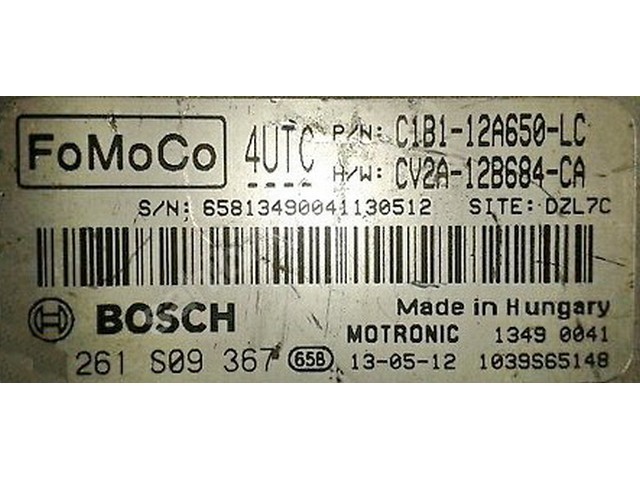 FoMoCo 4UTC P/N: C1B1-12A650-LC
H/W: CV2A-12B684-CA
S/N: 65813490041130512 SITE: DZL7C
BOSCH Made in Hungary
MOTRONIC 1349 0041
261 S09 367 65B 13-05-12 1039S65148